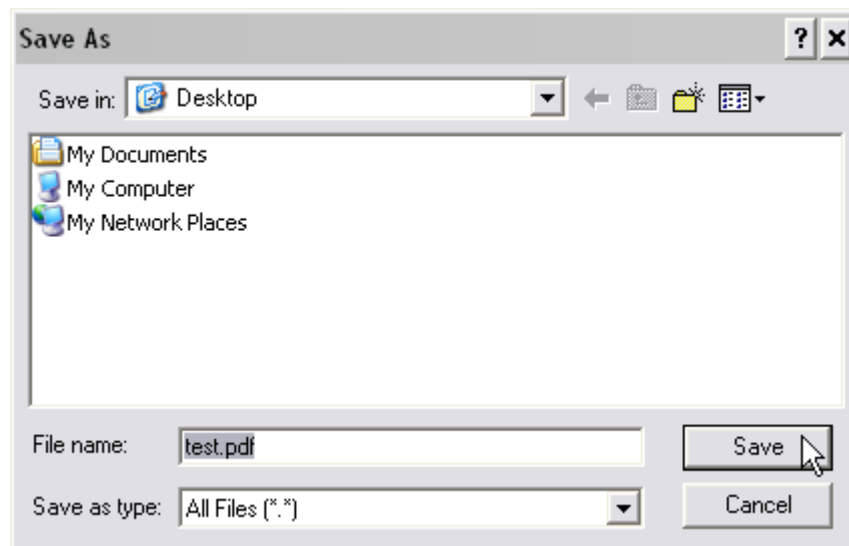 Save As
Save in: Desktop
My Documents
My Computer
My Network Places
File name: test.pdf Save
Save as type: All Files (*.*) Cancel